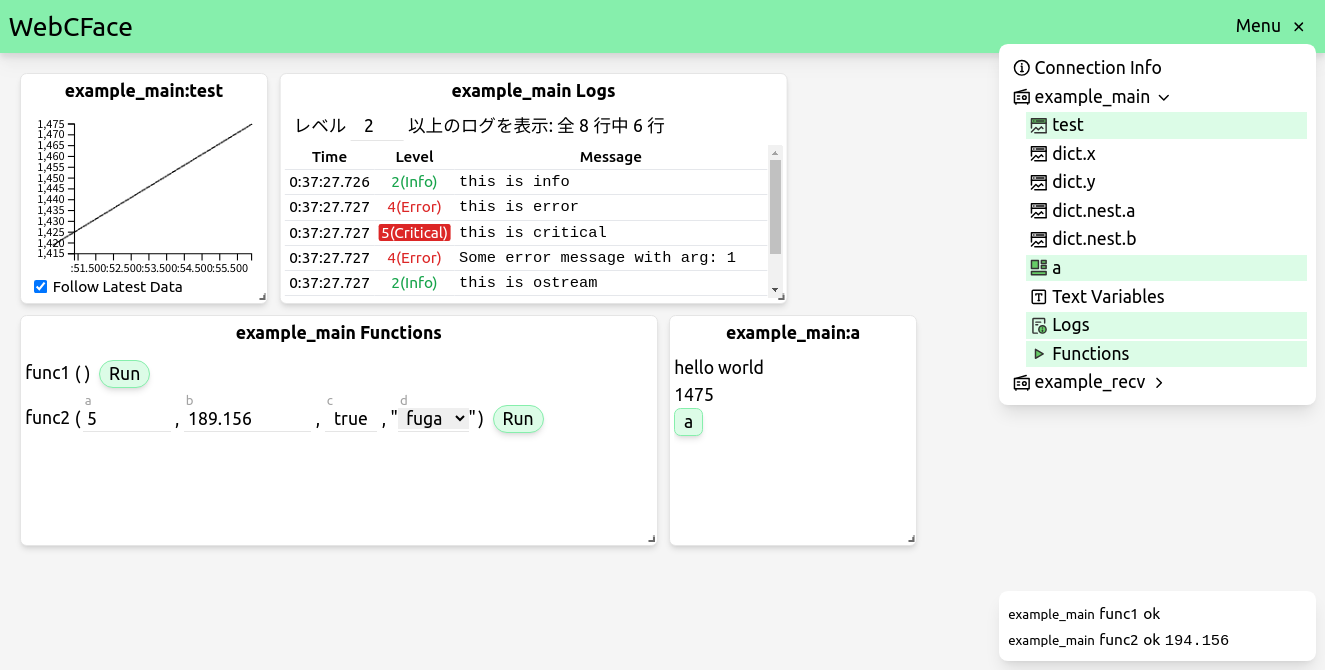 WebCFace
Menu ×
Connection Info
example_main
test
dict.x
dict.y
dict.nest.a
dict.nest.b
a
Text Variables
Logs
Functions
example_recv
example_main:test
1,475
1,470
1,465
1,460
1,455
1,450
1,445
1,440
1,435
1,430
1,425
1,420
1,415
:51.500:52.500:53.500:54.500:55.500
Follow Latest Data
example_main Logs
レベル 2 以上のログを表示: 全 8 行中 6 行
Time Level Message
0:37:27.726 2(Info) this is info
0:37:27.727 4(Error) this is error
0:37:27.727 5(Critical) this is critical
0:37:27.727 4(Error) Some error message with arg: 1
0:37:27.727 2(Info) this is ostream
example_main Functions
func1 ( ) Run
a b c d
func2 ( 5 , 189.156 , true , " fuga " ) Run
example_main:a
hello world
1475
a
example_main func1 ok
example_main func2 ok 194.156